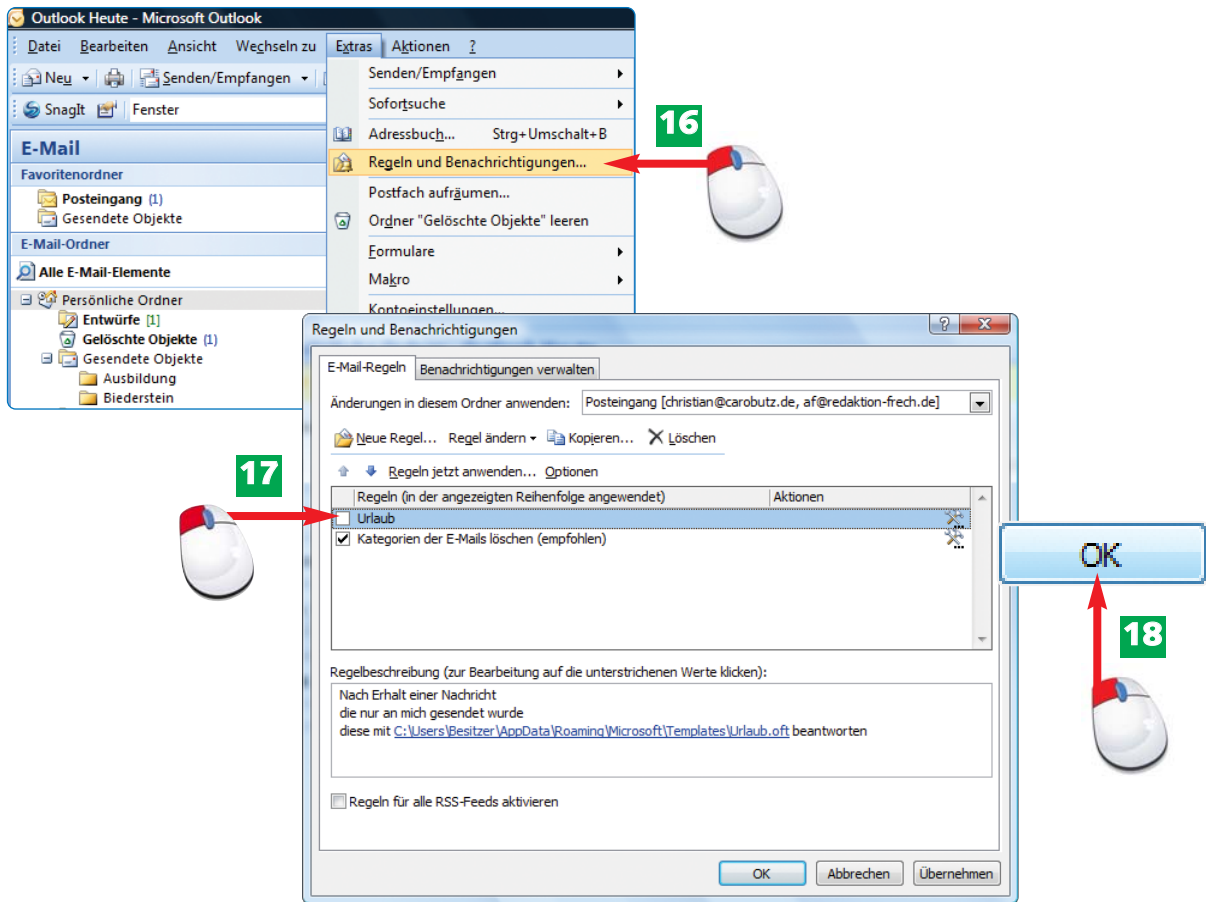 Outlook Heute - Microsoft Outlook
Datei Bearbeiten Ansicht Wechseln zu Extras Aktionen ?
Neu Senden/Empfangen
SnagIt Fenster
E-Mail
Favoritenordner
Posteingang (1)
Gesendete Objekte
E-Mail-Ordner
Alle E-Mail-Elemente
Persönliche Ordner
Entwürfe [1]
Gelöschte Objekte (1)
Gesendete Objekte
Ausbildung
Biederstein
Senden/Empfangen
Sofortsuche
Adressbuch... Strg+Umschalt+B
Regeln und Benachrichtigungen...
Postfach aufräumen...
Ordner "Gelöschte Objekte" leeren
Formulare
Makro
Kontoeinstellungen...
16
Regeln und Benachrichtigungen
E-Mail-Regeln Benachrichtigungen verwalten
Änderungen in diesem Ordner anwenden: Posteingang [christian@carobutz.de, af@redaktion-frech.de]
Neue Regel... Regel ändern Kopieren... Löschen
Regeln jetzt anwenden... Optionen
17
Regeln (in der angezeigten Reihenfolge angewendet) Aktionen
Urlaub
Kategorien der E-Mails löschen (empfohlen)
OK
18
Regelbeschreibung (zur Bearbeitung auf die unterstrichenen Werte klicken):
Nach Erhalt einer Nachricht
die nur an mich gesendet wurde
diese mit C:\Users\Besitzer\AppData\Roaming\Microsoft\Templates\Urlaub.oft beantworten
Regeln für alle RSS-Feeds aktivieren
OK Abbrechen Übernehmen